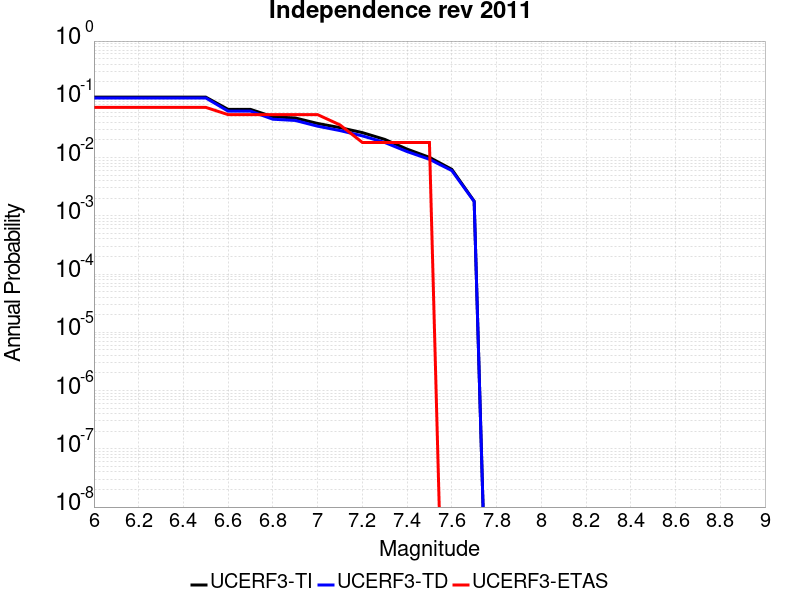 Independence rev 2011
10^0
10^-1
10^-2
10^-3
10^-4
10^-5
10^-6
10^-7
10^-8
Annual Probability
6 6.2 6.4 6.6 6.8 7 7.2 7.4 7.6 7.8 8 8.2 8.4 8.6 8.8 9
Magnitude
UCERF3-TI UCERF3-TD UCERF3-ETAS